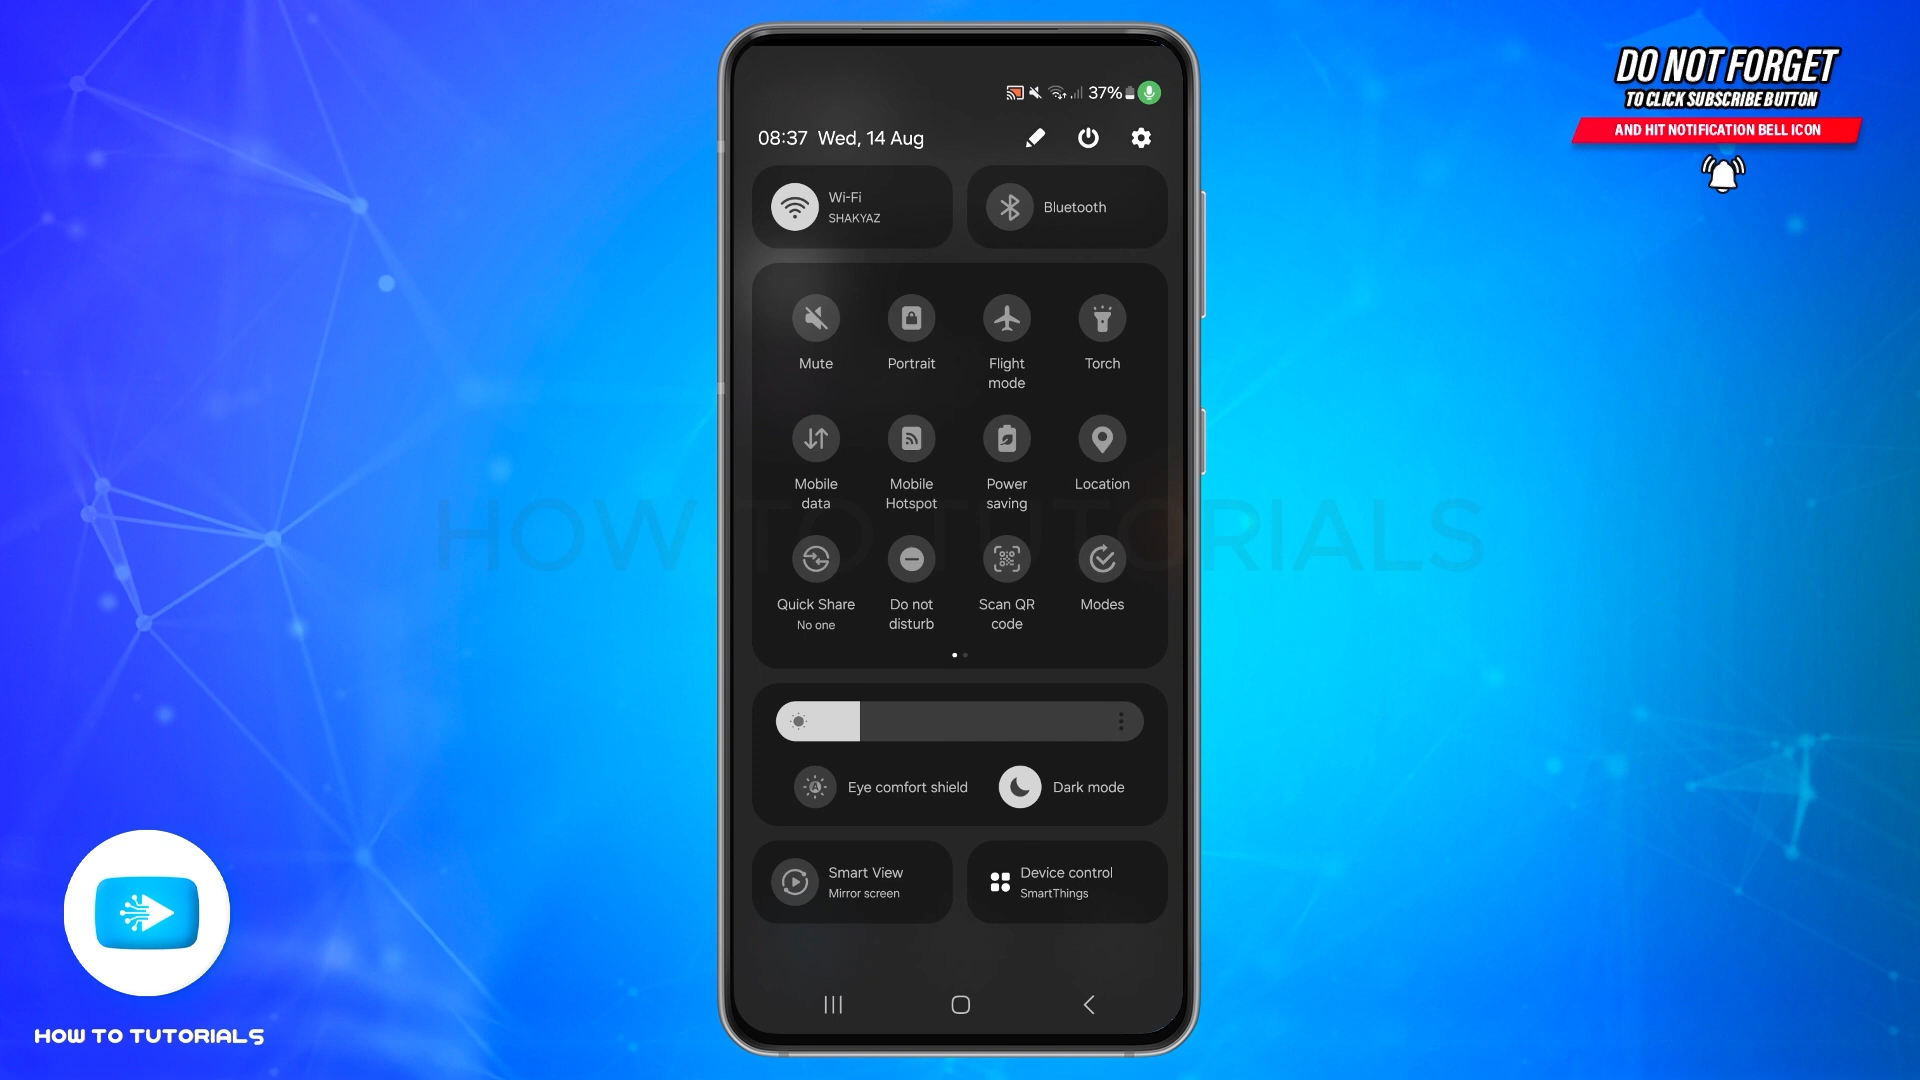 DO NOT FORGET
TO CLICK SUBSCRIBE BUTTON
AND HIT NOTIFICATION BELL ICON
37%
08:37 Wed, 14 Aug
Wi-Fi
SHAKYAZ
Bluetooth
Mute
Portrait
Flight
mode
Torch
Mobile
data
Mobile
Hotspot
Power
saving
Location
HOW TO TUTORIALS
Quick Share
No one
Do not
disturb
Scan QR
code
Modes
Eye comfort shield
Dark mode
Smart View
Mirror screen
Device control
SmartThings
HOW TO TUTORIALS